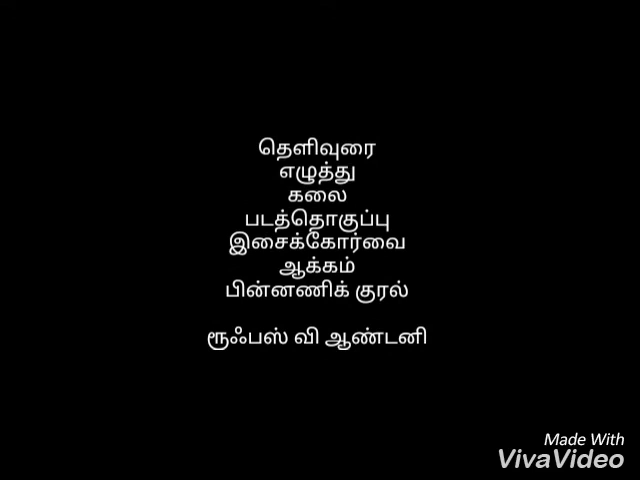 தெளிவுரை
எழுத்து
கலை
படத்தொகுப்பு
இசைக்கோர்வை
ஆக்கம்
பின்னணிக் குரல்
ரூஃபஸ் வி ஆண்டனி
Made With
VivaVideo